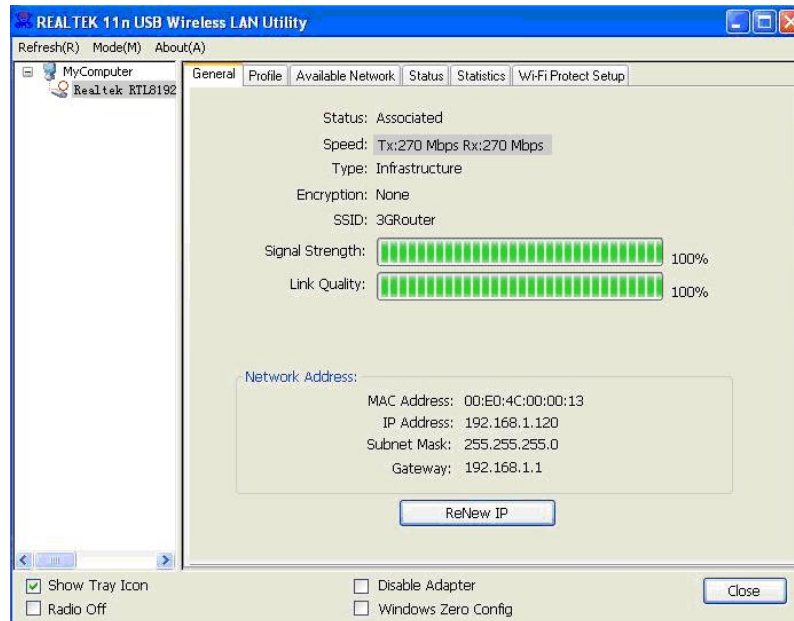 REALTEK 11n USB Wireless LAN Utility
Refresh(R) Mode(M) About(A)
MyComputer
Realtek RTL8192
General Profile Available Network Status Statistics Wi-Fi Protect Setup
Status: Associated
Speed: Tx:270 Mbps Rx:270 Mbps
Type: Infrastructure
Encryption: None
SSID: 3GRouter
Signal Strength: 100%
Link Quality: 100%
Network Address:
MAC Address: 00:E0:4C:00:00:13
IP Address: 192.168.1.120
Subnet Mask: 255.255.255.0
Gateway: 192.168.1.1
ReNew IP
Show Tray Icon Disable Adapter
Radio Off Windows Zero Config
Close